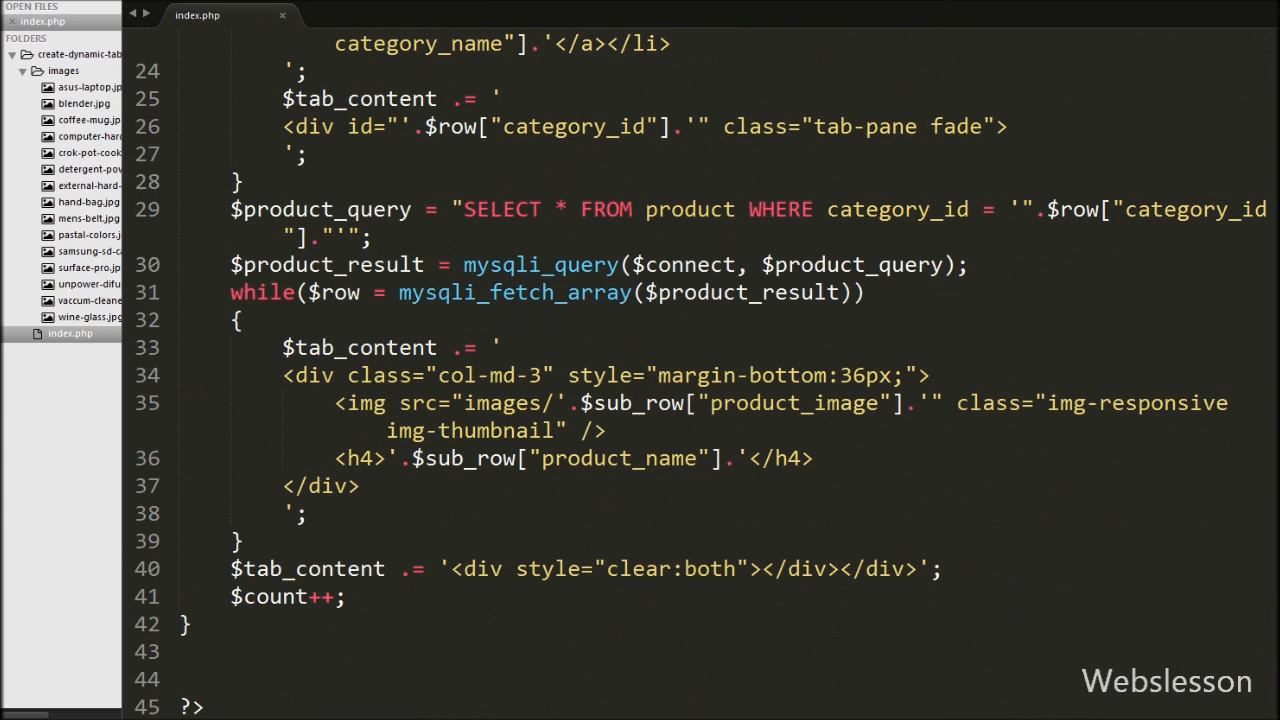 OPEN FILES
index.php
FOLDERS
create-dynamic-tab
images
asus-laptop.jp
blender.jpg
coffee-mug.jp
computer-hard
crok-pot-cook
detergent-pov
external-hard-
hand-bag.jpg
mens-belt.jpg
pastal-colors.j
samsung-sd-ca
surface-pro.jp
unpower-difu
vaccum-cleane
wine-glass.jpg
index.php
index.php
category_name"].'</a></li>
24 ';
25 $tab_content .= '
26 <div id="'.$row["category_id"].'" class="tab-pane fade">
27 ';
28 }
29 $product_query = "SELECT * FROM product WHERE category_id = '".$row["category_id
"]."'";
30 $product_result = mysqli_query($connect, $product_query);
31 while($row = mysqli_fetch_array($product_result))
32 {
33 $tab_content .= '
34 <div class="col-md-3" style="margin-bottom:36px;">
35 <img src="images/'.$sub_row["product_image"].'" class="img-responsive
img-thumbnail" />
36 <h4>'.$sub_row["product_name"].'</h4>
37 </div>
38 ';
39 }
40 $tab_content .= '<div style="clear:both"></div></div>';
41 $count++;
42 }
43
44
45 ?>
Webslesson